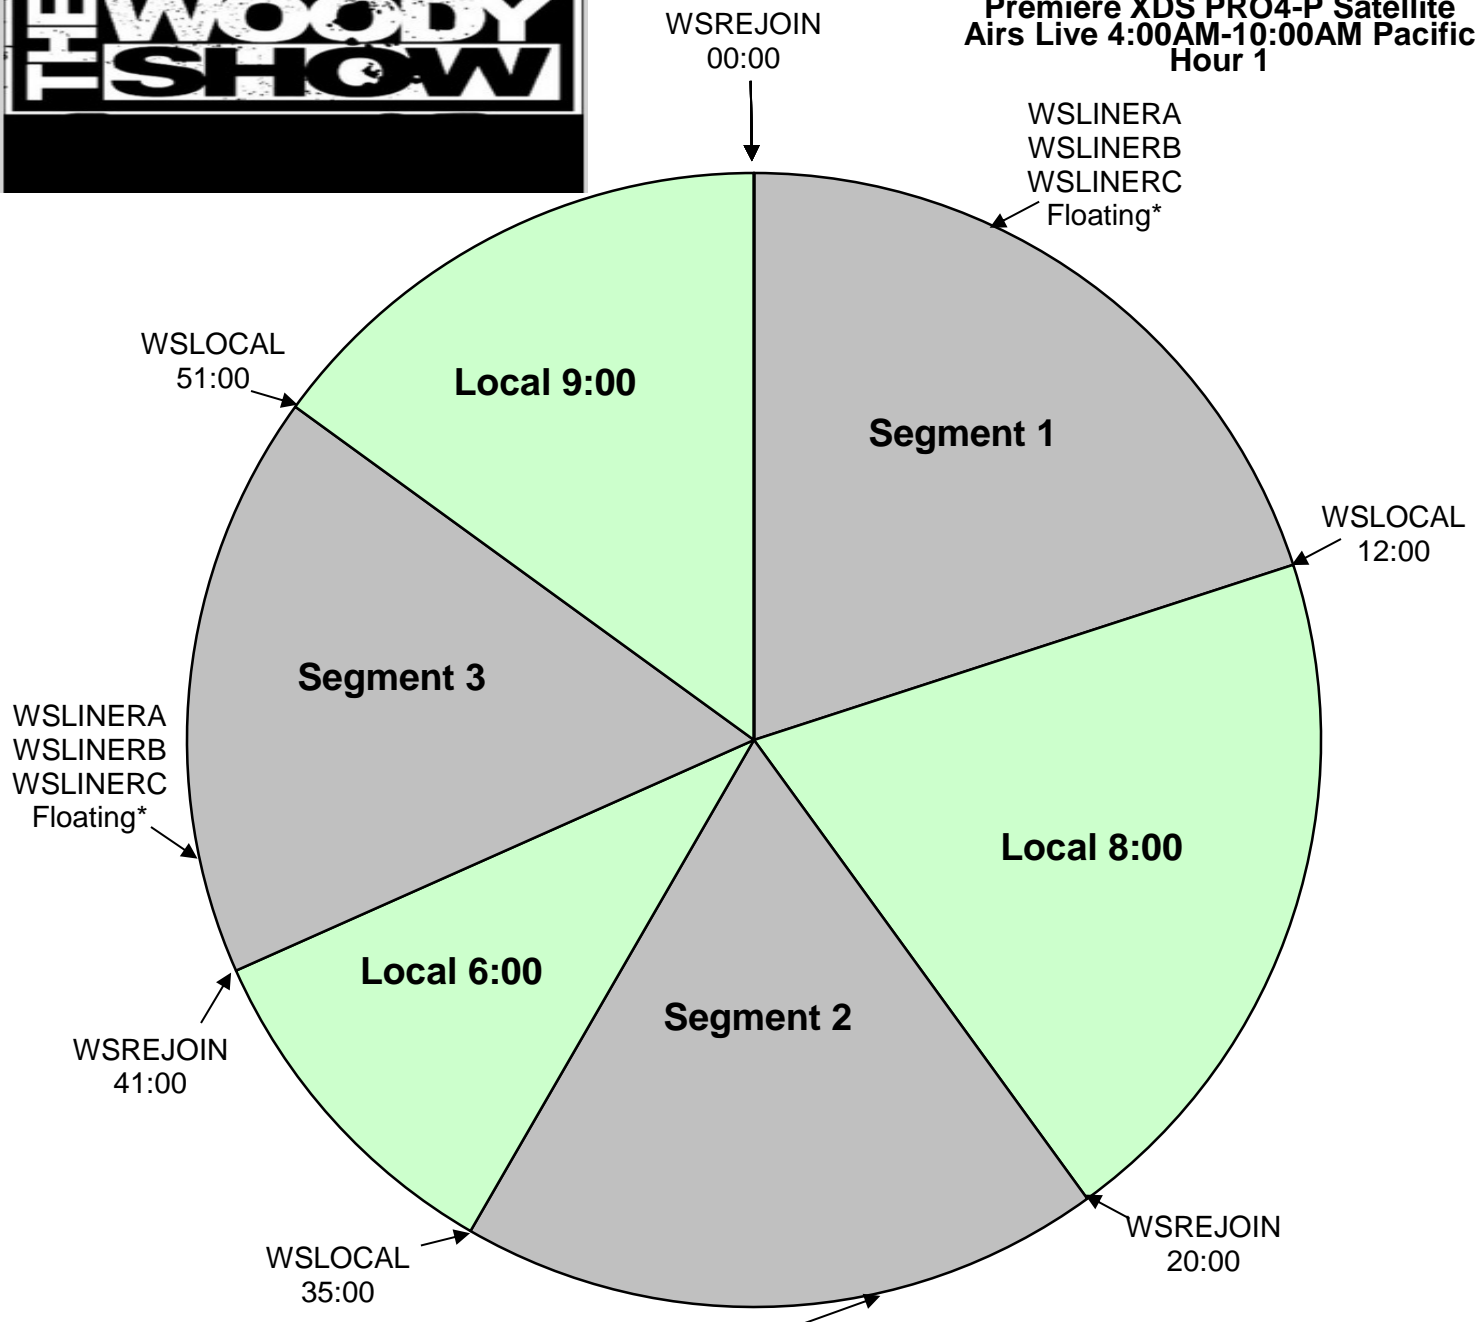 THE
WOODY
SHOW
Premiere XDS PRO4-P Satellite
Airs Live 4:00AM-10:00AM Pacific
Hour 1
WSREJOIN
00:00
WSLINERA
WSLINERB
WSLINERC
Floating*
WSLOCAL
51:00
Local 9:00
Segment 1
WSLOCAL
12:00
Segment 3
WSLINERA
WSLINERB
WSLINERC
Floating*
Local 8:00
Local 6:00
Segment 2
WSREJOIN
41:00
WSREJOIN
20:00
WSLOCAL
35:00